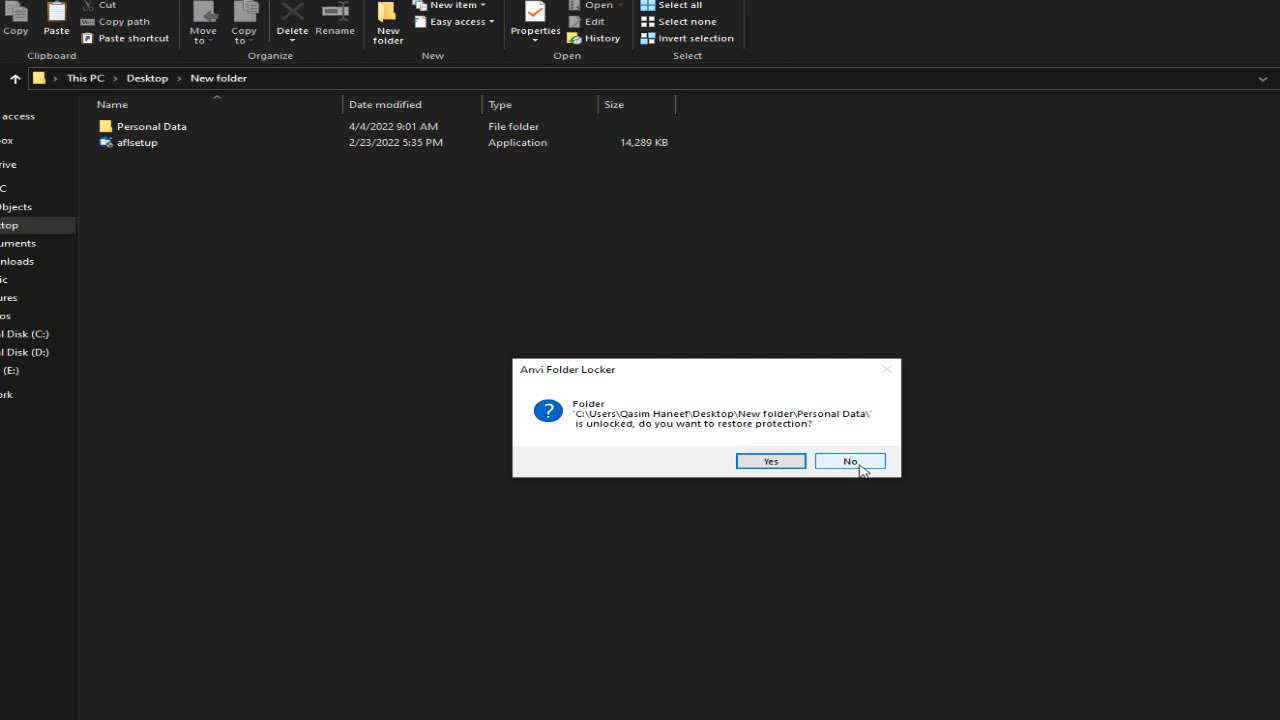 Cut
New item
Open
Select all
Copy path
Easy access
Edit
Select none
Copy
Paste
Paste shortcut
Move
to
Copy
to
Delete
Rename
New
folder
Properties
History
Invert selection
Clipboard
Organize
New
Open
Select
This PC > Desktop > New folder
Name
Date modified
Type
Size
access
Personal Data
4/4/2022 9:01 AM
File folder
aflsetup
2/23/2022 5:35 PM
Application
14,289 KB
ox
rive
C
Objects
ktop
uments
nloads
ic
ures
os
l Disk (C:)
l Disk (D:)
(E:)
ork
Anvi Folder Locker
?
Folder
'C:\Users\Qasim Haneef\Desktop\New folder\Personal Data\'
is unlocked, do you want to restore protection?
Yes
No